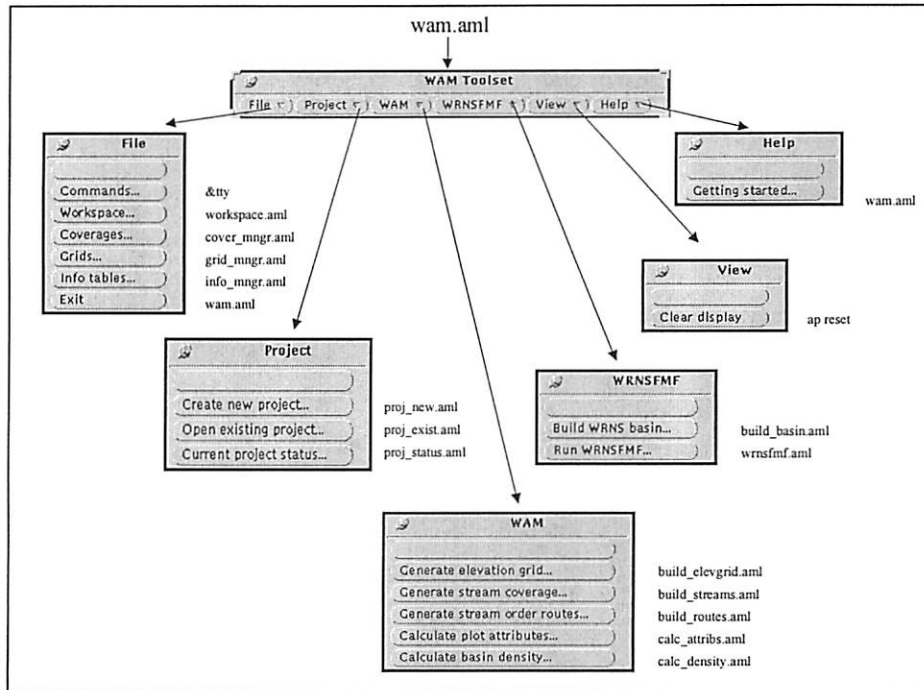 wam.aml
WAM Toolset
File Project WAM WRNSFMF View Help
File
Commands... &tty
Workspace... workspace.aml
Coverages... cover_mngr.aml
Grids... grid_mngr.aml
Info tables... info_mngr.aml
Exit wam.aml
Help
Getting started... wam.aml
View
Clear display ap reset
Project
Create new project... proj_new.aml
Open existing project... proj_exist.aml
Current project status... proj_status.aml
WRNSFMF
Build WRNS basin... build_basin.aml
Run WRNSFMF... wrnsfmf.aml
WAM
Generate elevation grid... build_elevgrid.aml
Generate stream coverage... build_streams.aml
Generate stream order routes... build_routes.aml
Calculate plot attributes... calc_attribs.aml
Calculate basin density... calc_density.aml